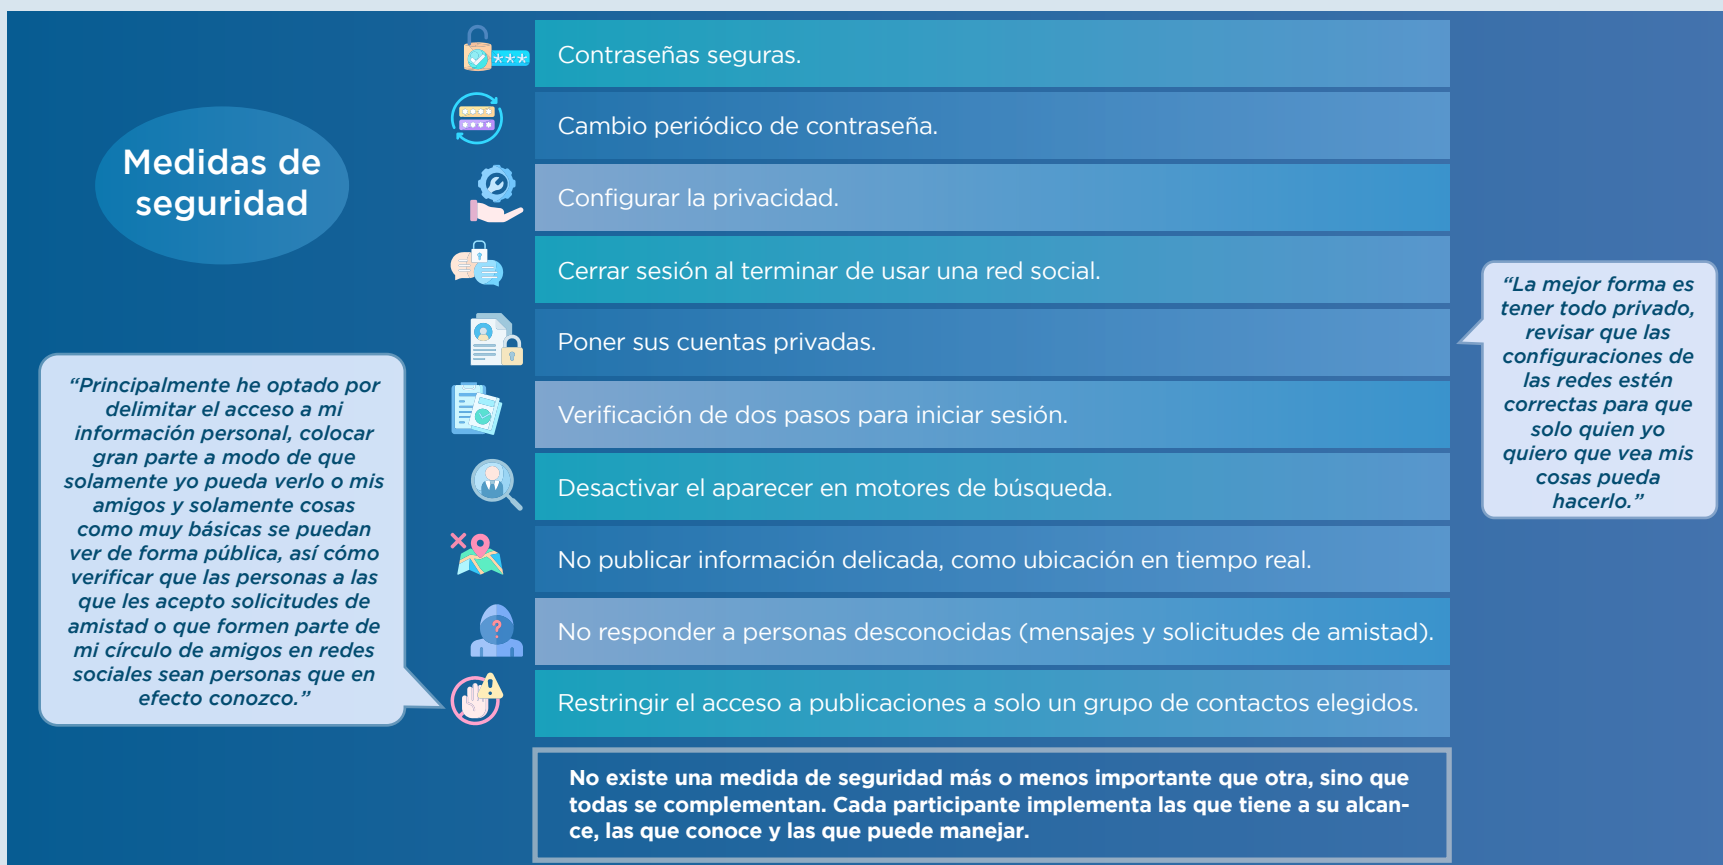 Medidas de
seguridad
***
Contraseñas seguras.
Cambio periódico de contraseña.
Configurar la privacidad.
Cerrar sesión al terminar de usar una red social.
Poner sus cuentas privadas.
Verificación de dos pasos para iniciar sesión.
Desactivar el aparecer en motores de búsqueda.
No publicar información delicada, como ubicación en tiempo real.
No responder a personas desconocidas (mensajes y solicitudes de amistad).
Restringir el acceso a publicaciones a solo un grupo de contactos elegidos.
“La mejor forma es
tener todo privado,
revisar que las
configuraciones de
las redes estén
correctas para que
solo quien yo
quiero que vea mis
cosas pueda
hacerlo.”
“Principalmente he optado por
delimitar el acceso a mi
información personal, colocar
gran parte a modo de que
solamente yo pueda verlo o mis
amigos y solamente cosas
como muy básicas se puedan
ver de forma pública, así cómo
verificar que las personas a las
que les acepto solicitudes de
amistad o que formen parte de
mi círculo de amigos en redes
sociales sean personas que en
efecto conozco.”
No existe una medida de seguridad más o menos importante que otra, sino que
todas se complementan. Cada participante implementa las que tiene a su alcan-
ce, las que conoce y las que puede manejar.